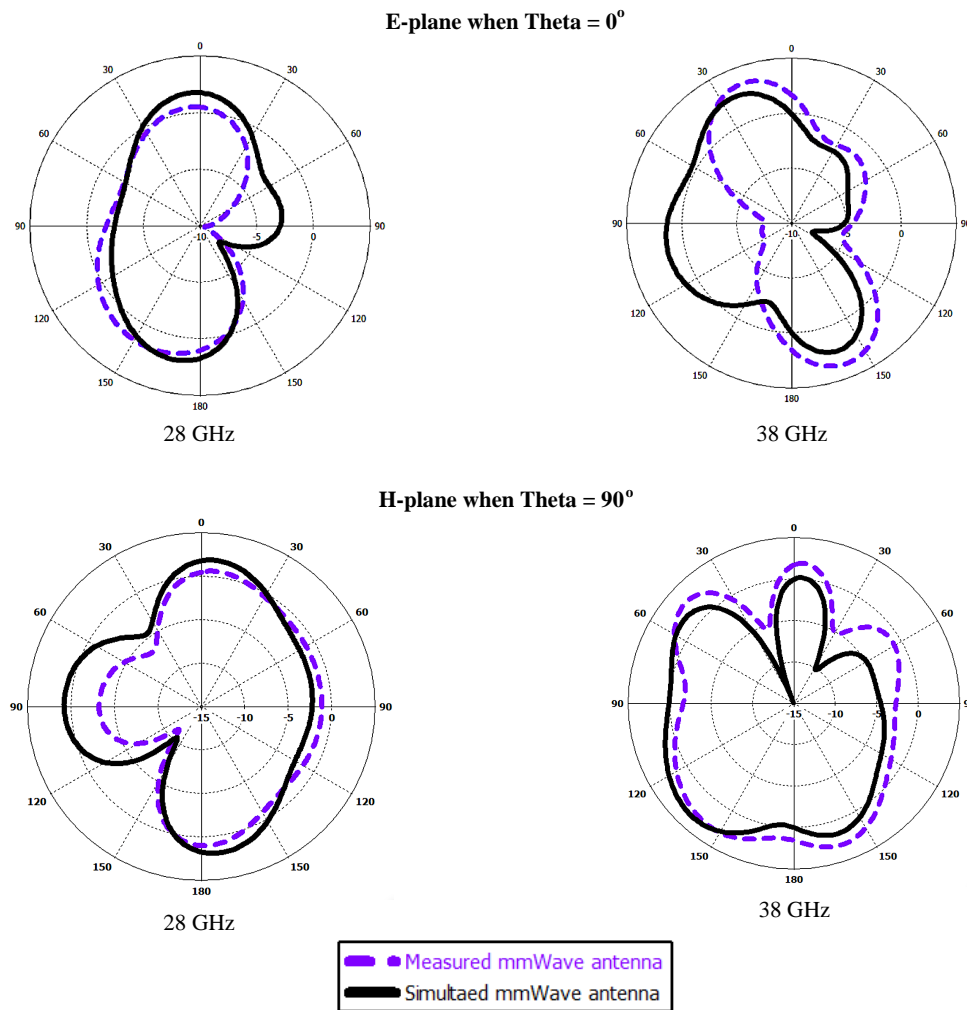 E-plane when Theta = 0°
0 0
30 30 30 30
60 60 60 60
90 -10 -5 0 90 90 -10 -5 0 90
120 120 120 120
150 150 150 150
180 180
28 GHz 38 GHz
H-plane when Theta = 90°
0 0
30 30 30 30
60 60 60 60
90 -15 -10 -5 0 90 90 -15 -10 -5 0 9
120 120 120 120
150 150 150 150
180 180
28 GHz 38 GHz
Measured mmWave antenna
Simultaed mmWave antenna